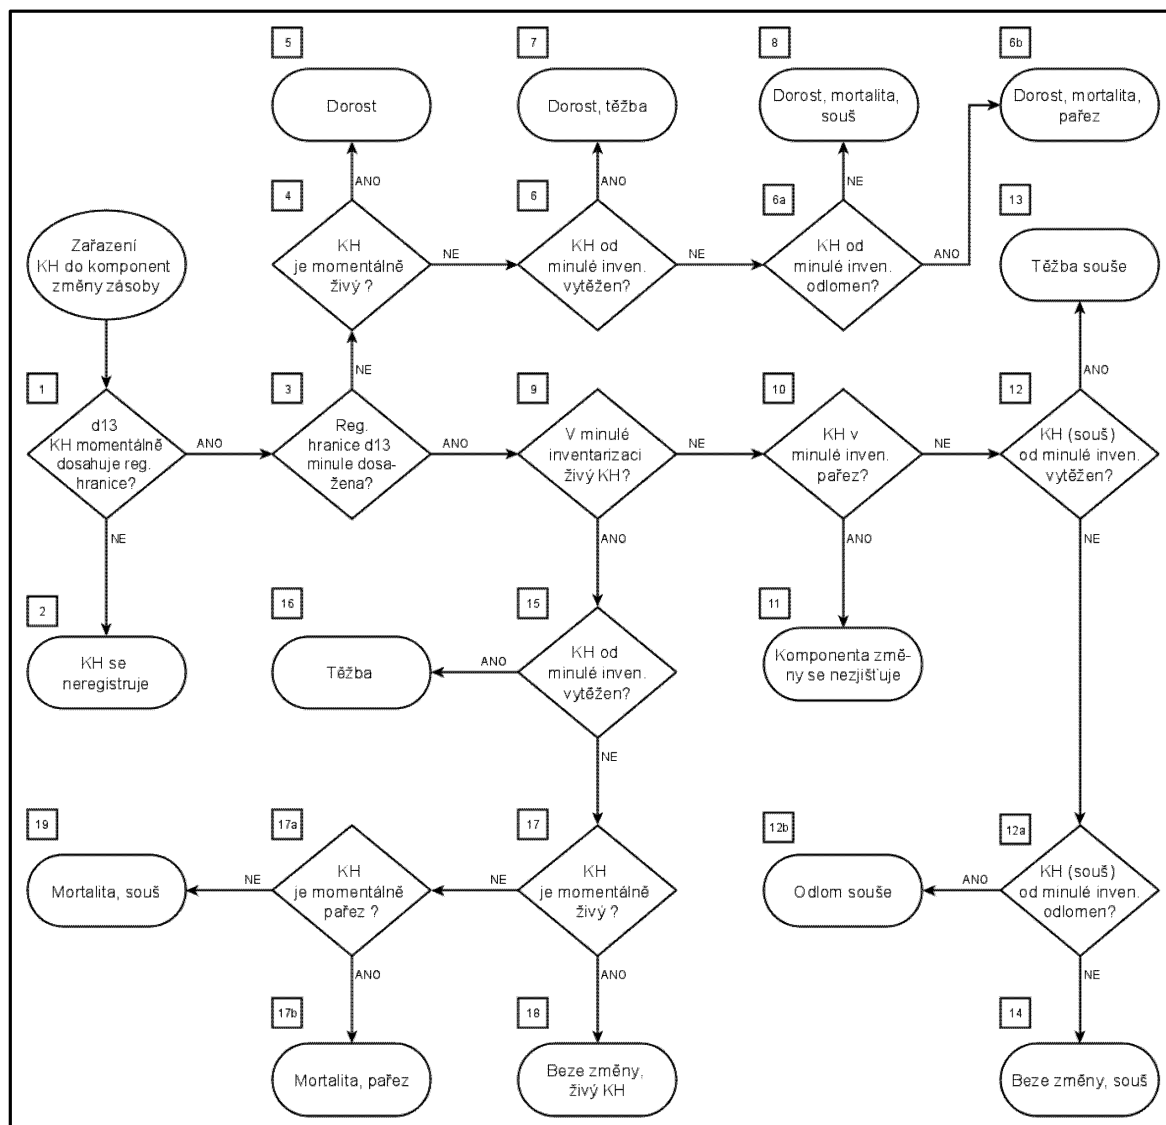 5
7
8
6b
Dorost
Dorost, těžba
Dorost, mortalita,
souš
Dorost, mortalita,
pařez
ANO
ANO
NE
4
6
6a
13
Zařazení
KH do komponent
změny zásoby
KH
je momentálně
živý ?
NE
KH od
minulé inven.
vytěžen?
NE
KH od
minulé inven.
odlomen?
ANO
Těžba souše
NE
ANO
1
3
9
10
12
d13
KH momentálně
dosahuje reg.
hranice?
ANO
Reg.
hranice d13
minule dosa-
žena?
ANO
V minulé
inventarizaci
živý KH?
NE
KH v
minulé inven.
pařez?
NE
KH (souš)
od minulé inven.
vytěžen?
NE
ANO
ANO
NE
2
16
15
11
KH se
neregistruje
Těžba
ANO
KH od
minulé inven.
vytěžen?
Komponenta změ-
ny se nezjišťuje
NE
19
17a
17
12b
12a
Mortalita, souš
NE
KH
je momentálně
pařez ?
NE
KH
je momentálně
živý ?
Odlom souše
ANO
KH (souš)
od minulé inven.
odlomen?
ANO
ANO
NE
17b
18
14
Mortalita, pařez
Beze změny,
živý KH
Beze změny, souš